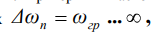 Δω_п = ω_гр ... ∞ ,